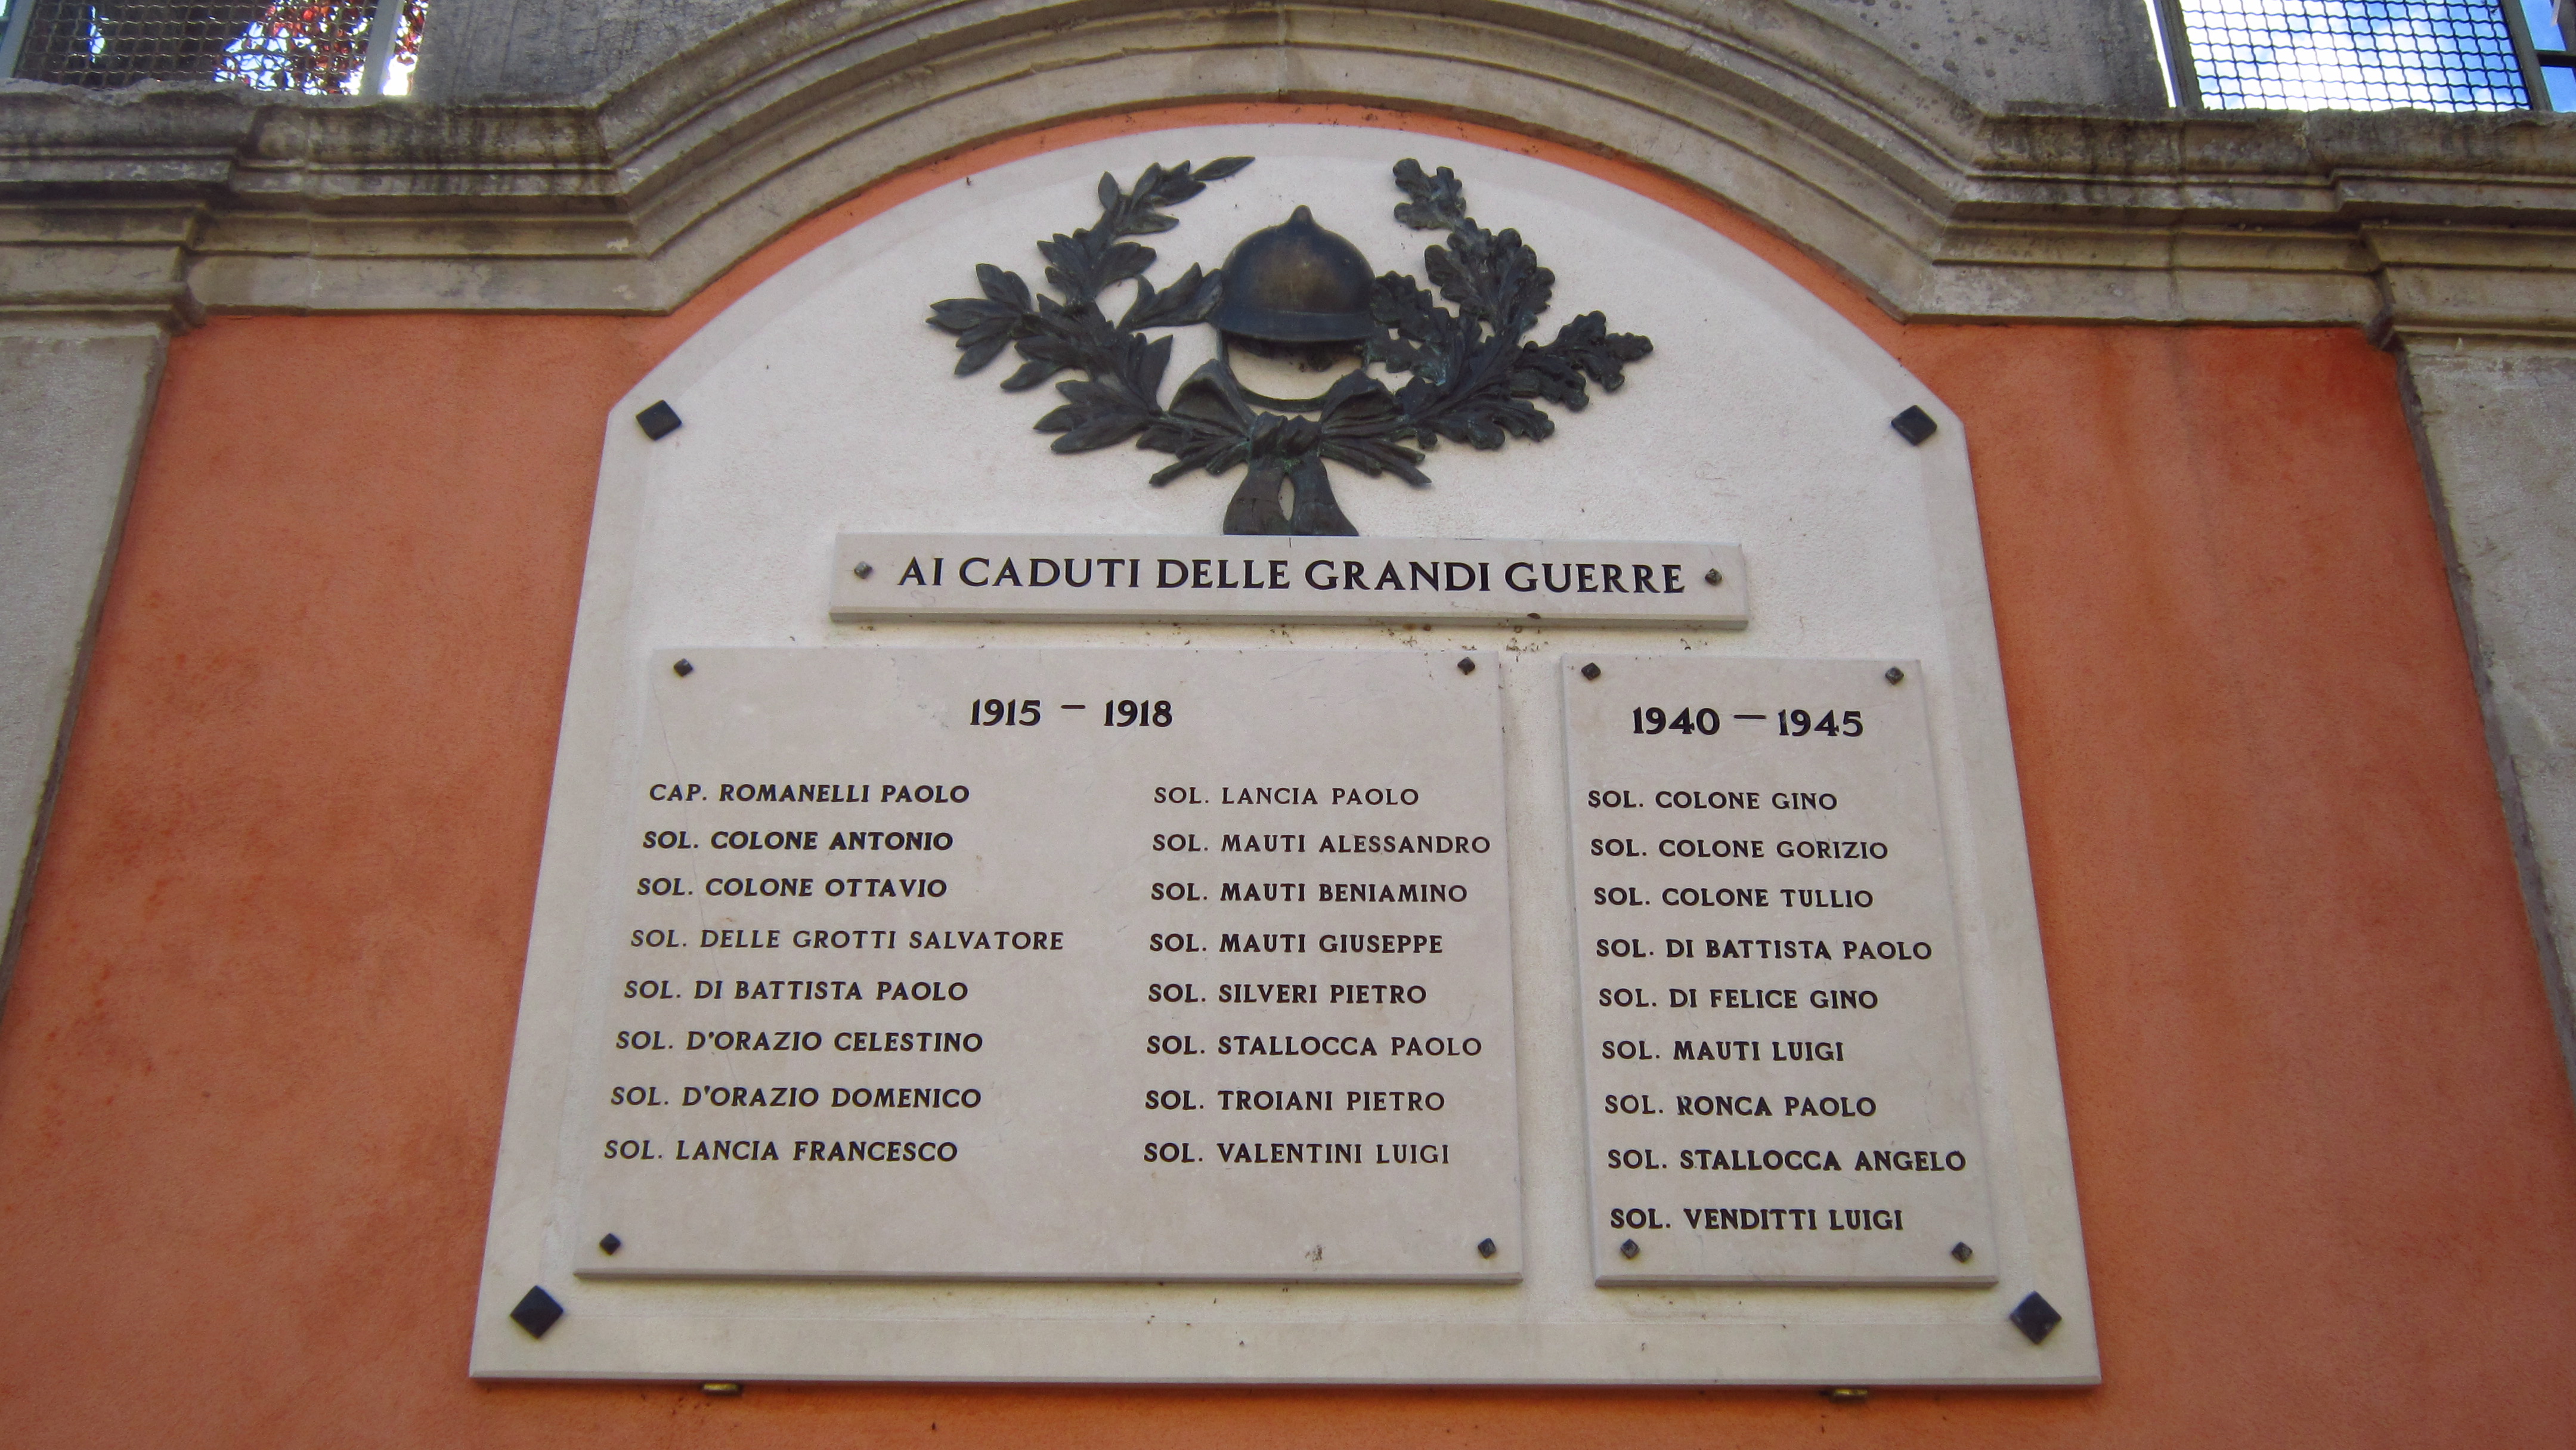 AI CADUTI DELLE GRANDI GUERRE
1915 – 1918
CAP. ROMANELLI PAOLO
SOL. COLONE ANTONIO
SOL. COLONE OTTAVIO
SOL. DELLE GROTTI SALVATORE
SOL. DI BATTISTA PAOLO
SOL. D'ORAZIO CELESTINO
SOL. D'ORAZIO DOMENICO
SOL. LANCIA FRANCESCO
SOL. LANCIA PAOLO
SOL. MAUTI ALESSANDRO
SOL. MAUTI BENIAMINO
SOL. MAUTI GIUSEPPE
SOL. SILVERI PIETRO
SOL. STALLOCCA PAOLO
SOL. TROIANI PIETRO
SOL. VALENTINI LUIGI
1940 – 1945
SOL. COLONE GINO
SOL. COLONE GORIZIO
SOL. COLONE TULLIO
SOL. DI BATTISTA PAOLO
SOL. DI FELICE GINO
SOL. MAUTI LUIGI
SOL. RONCA PAOLO
SOL. STALLOCCA ANGELO
SOL. VENDITTI LUIGI